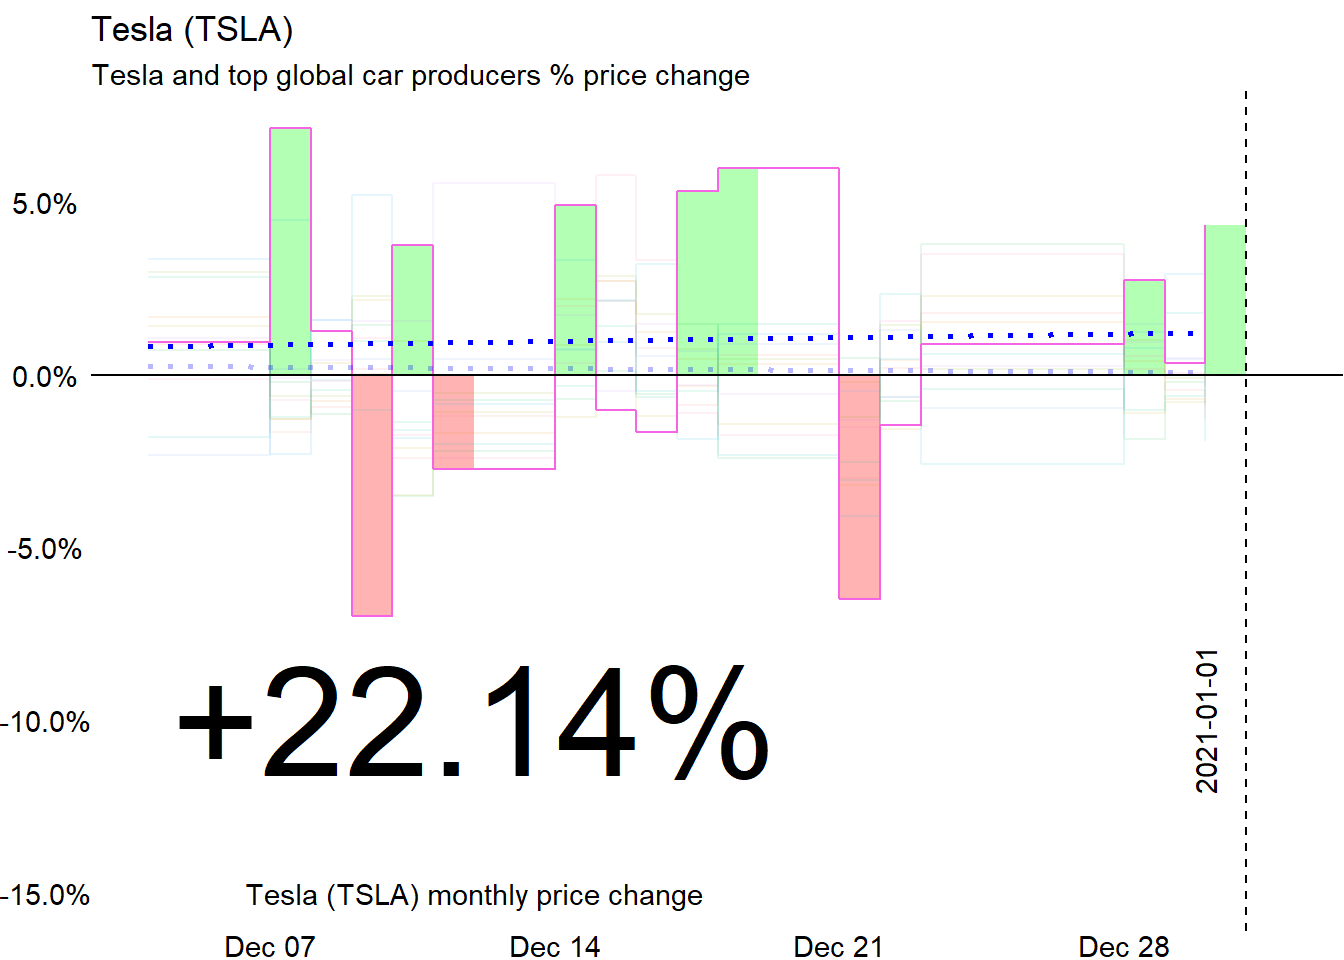 Tesla (TSLA)
Tesla and top global car producers % price change
5.0%
0.0%
-5.0%
-10.0%
-15.0%
+22.14%
Tesla (TSLA) monthly price change
2021-01-01
Dec 07
Dec 14
Dec 21
Dec 28